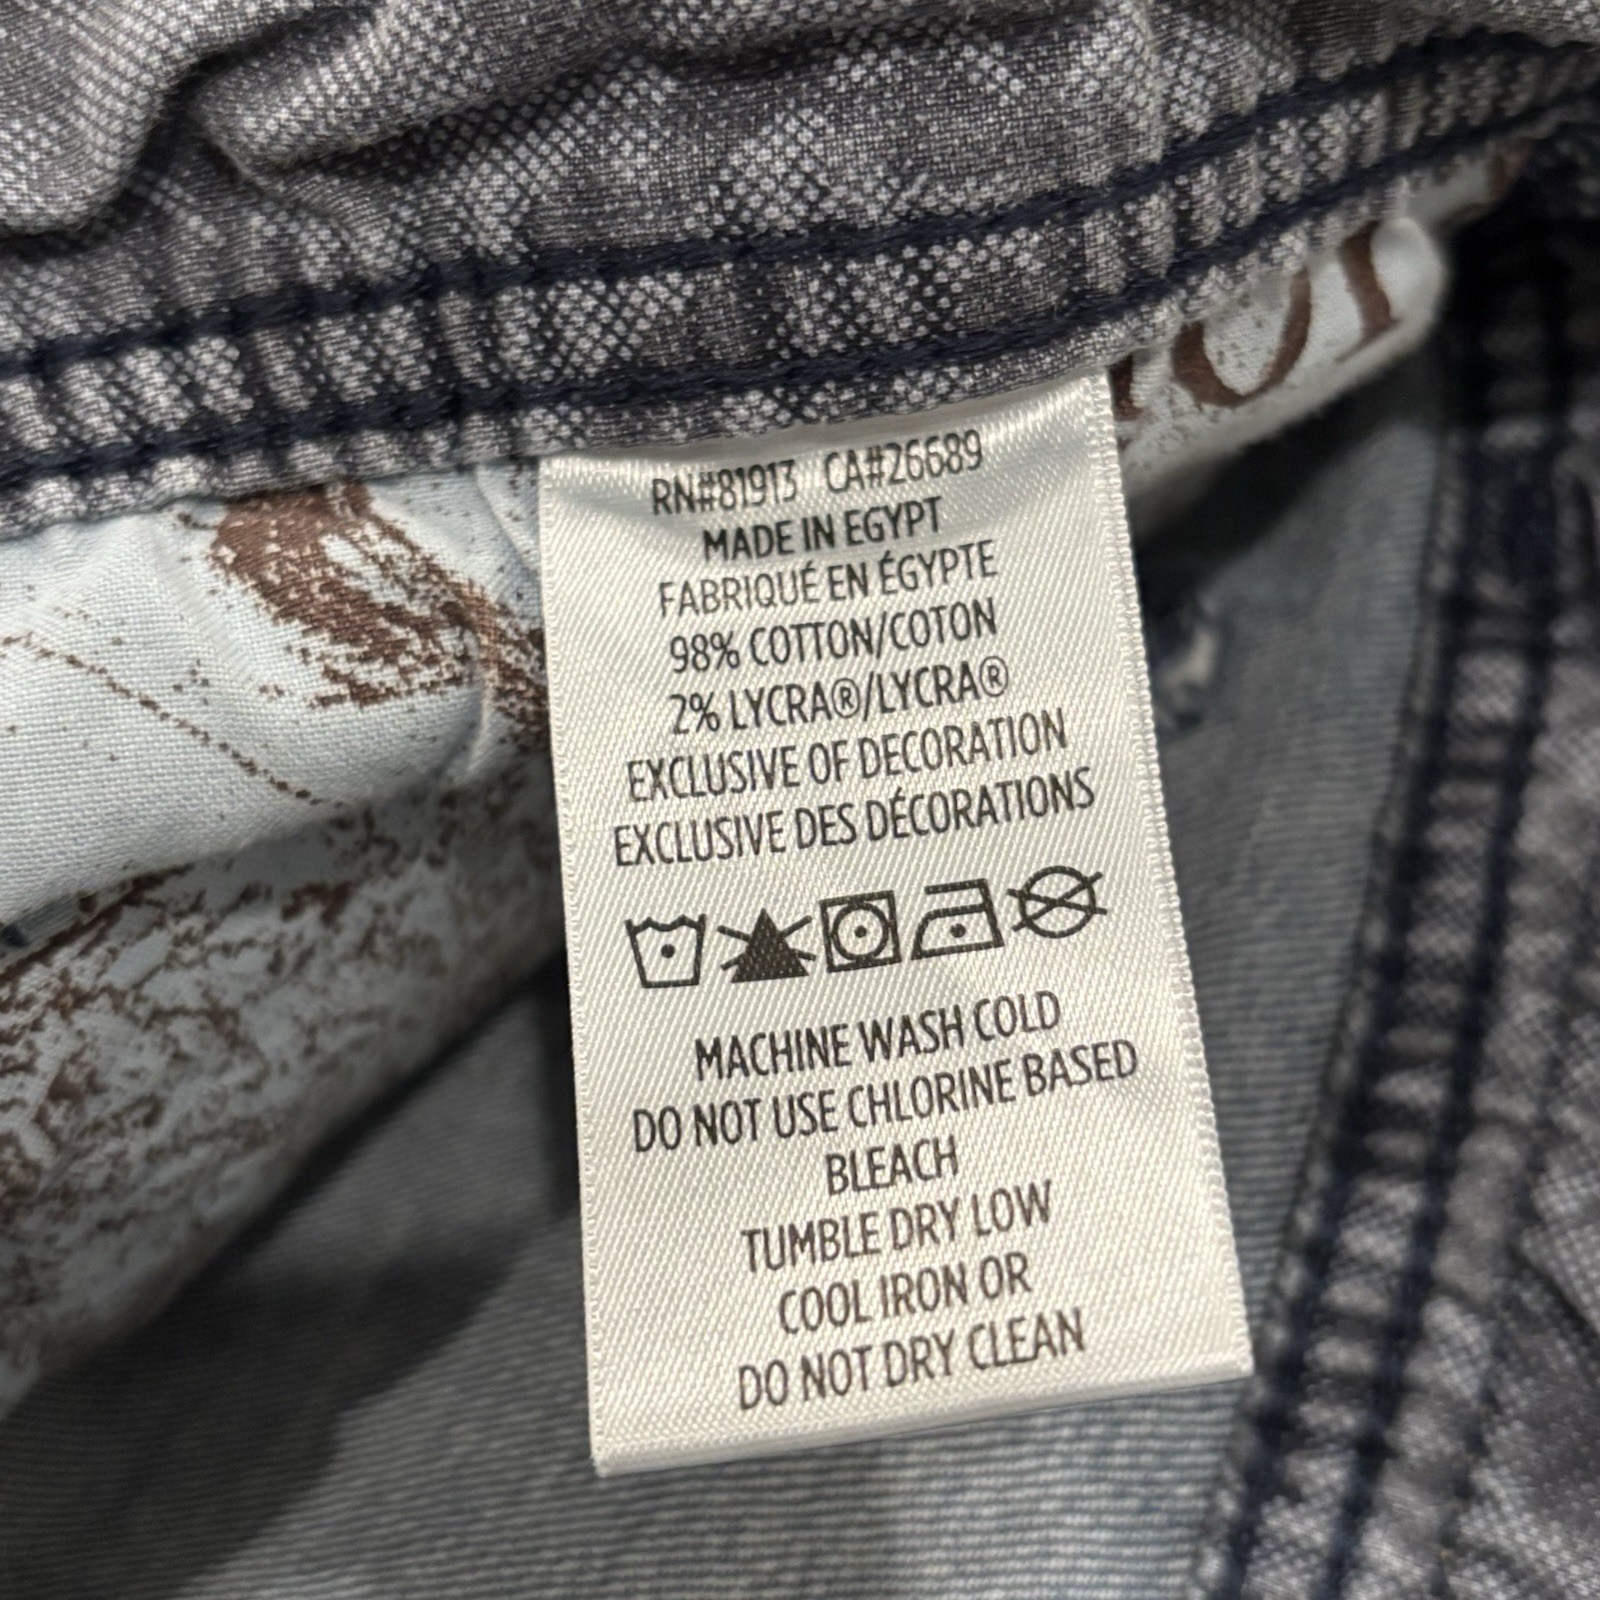 RN#81913 CA#26689
MADE IN EGYPT
FABRIQUÉ EN ÉGYPTE
98% COTTON/COTON
2% LYCRA®/LYCRA®
EXCLUSIVE OF DECORATION
EXCLUSIVE DES DÉCORATIONS
MACHINE WASH COLD
DO NOT USE CHLORINE BASED
BLEACH
TUMBLE DRY LOW
COOL IRON OR
DO NOT DRY CLEAN